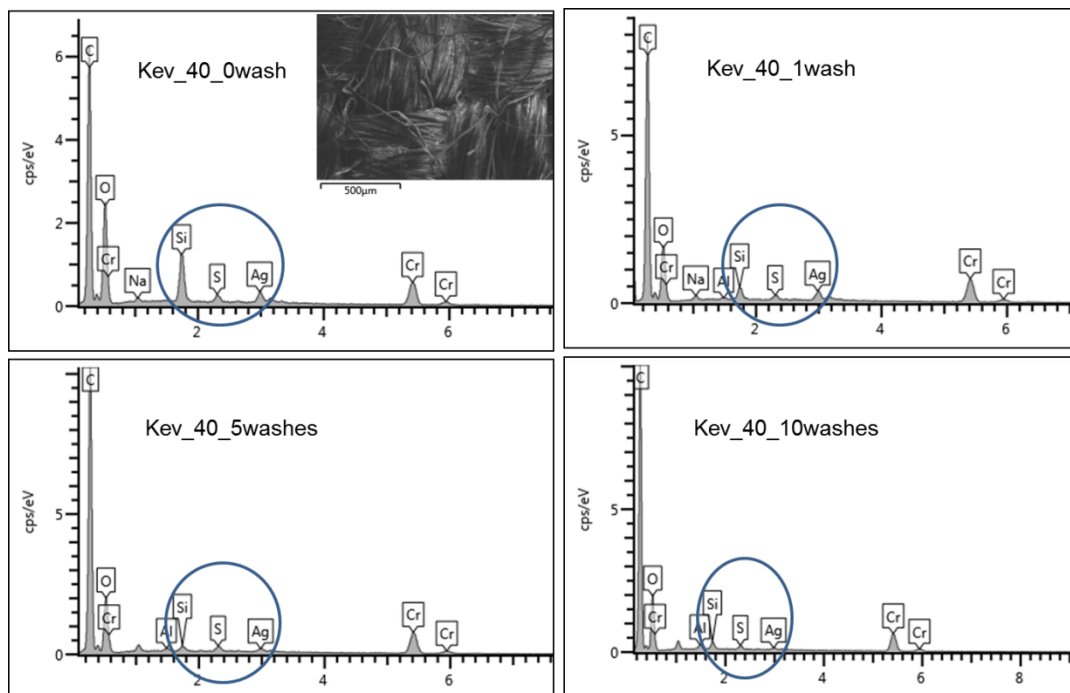 Kev_40_0wash
cps/eV
6
4
2
0
C
O
Cr
Na
Si
S
Ag
Cr
Cr
2
4
6
500µm
Kev_40_1wash
cps/eV
5
0
C
O
Cr
Na
Al
Si
S
Ag
Cr
Cr
2
4
6
Kev_40_5washes
cps/eV
5
0
C
O
Cr
Al
Si
S
Ag
Cr
Cr
2
4
6
Kev_40_10washes
cps/eV
5
0
C
O
Cr
Al
Si
S
Ag
Cr
Cr
2
4
6
8